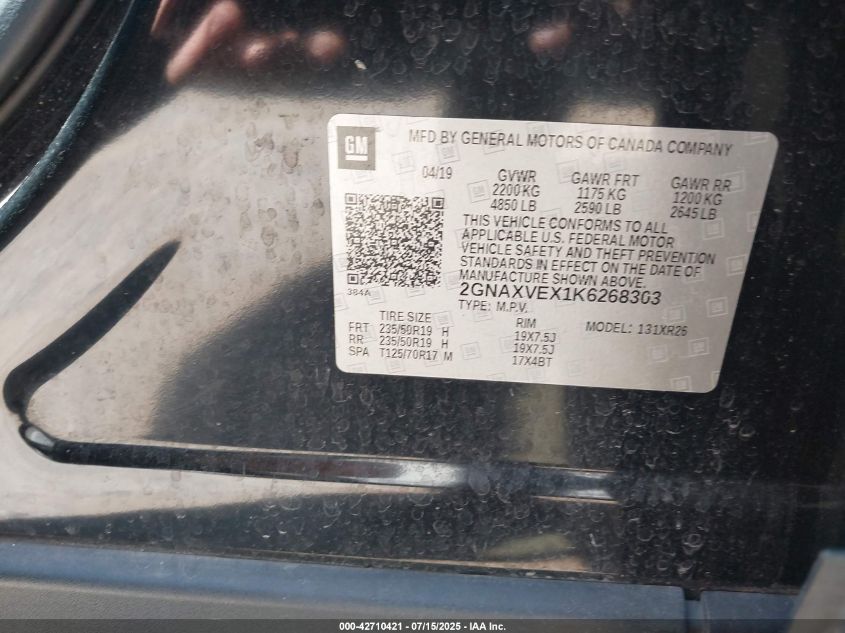 GM
MFD BY GENERAL MOTORS OF CANADA COMPANY
04/19 GVWR GAWR FRT GAWR RR
2200 KG 1175 KG 1200 KG
4850 LB 2590 LB 2645 LB
THIS VEHICLE CONFORMS TO ALL
APPLICABLE U.S. FEDERAL MOTOR
VEHICLE SAFETY AND THEFT PREVENTION
STANDARDS IN EFFECT ON THE DATE OF
MANUFACTURE SHOWN ABOVE.
384A
2GNAXVEX1K6268303
TYPE: M.P.V.
TIRE SIZE RIM MODEL: 131XR26
FRT 235/50R19 H 19X7.5J
RR 235/50R19 H 19X7.5J
SPA T125/70R17 M 17X4BT
000-42710421 - 07/15/2025 - IAA Inc.